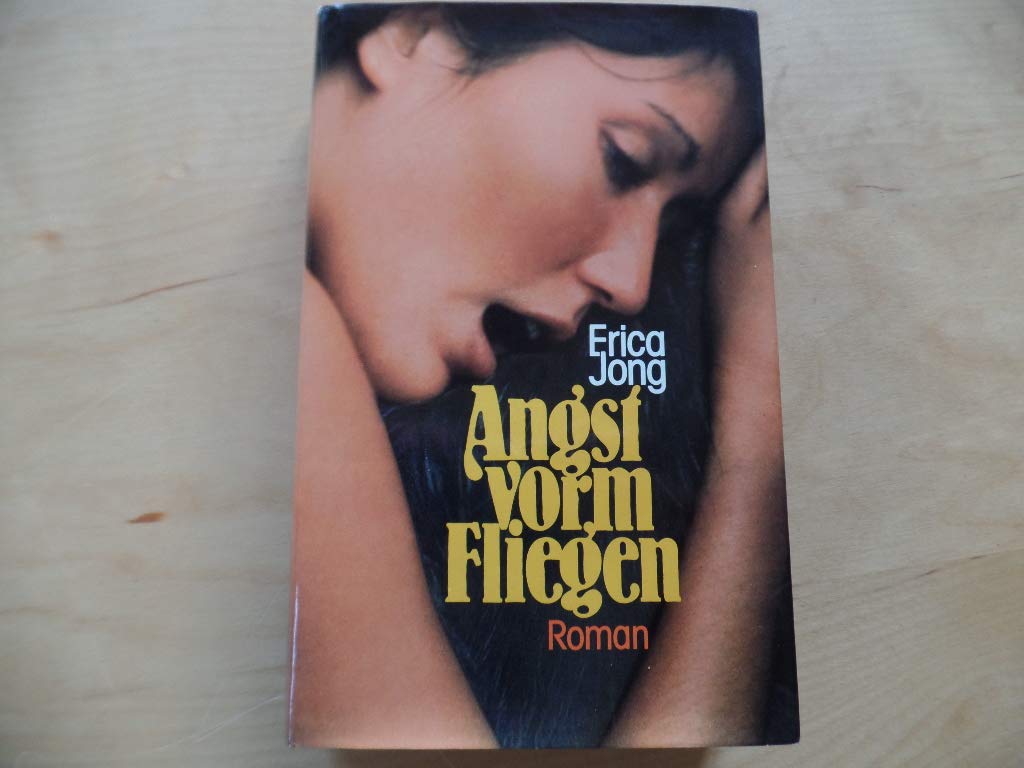 Erica
Jong
Angst
vorm
Fliegen
Roman